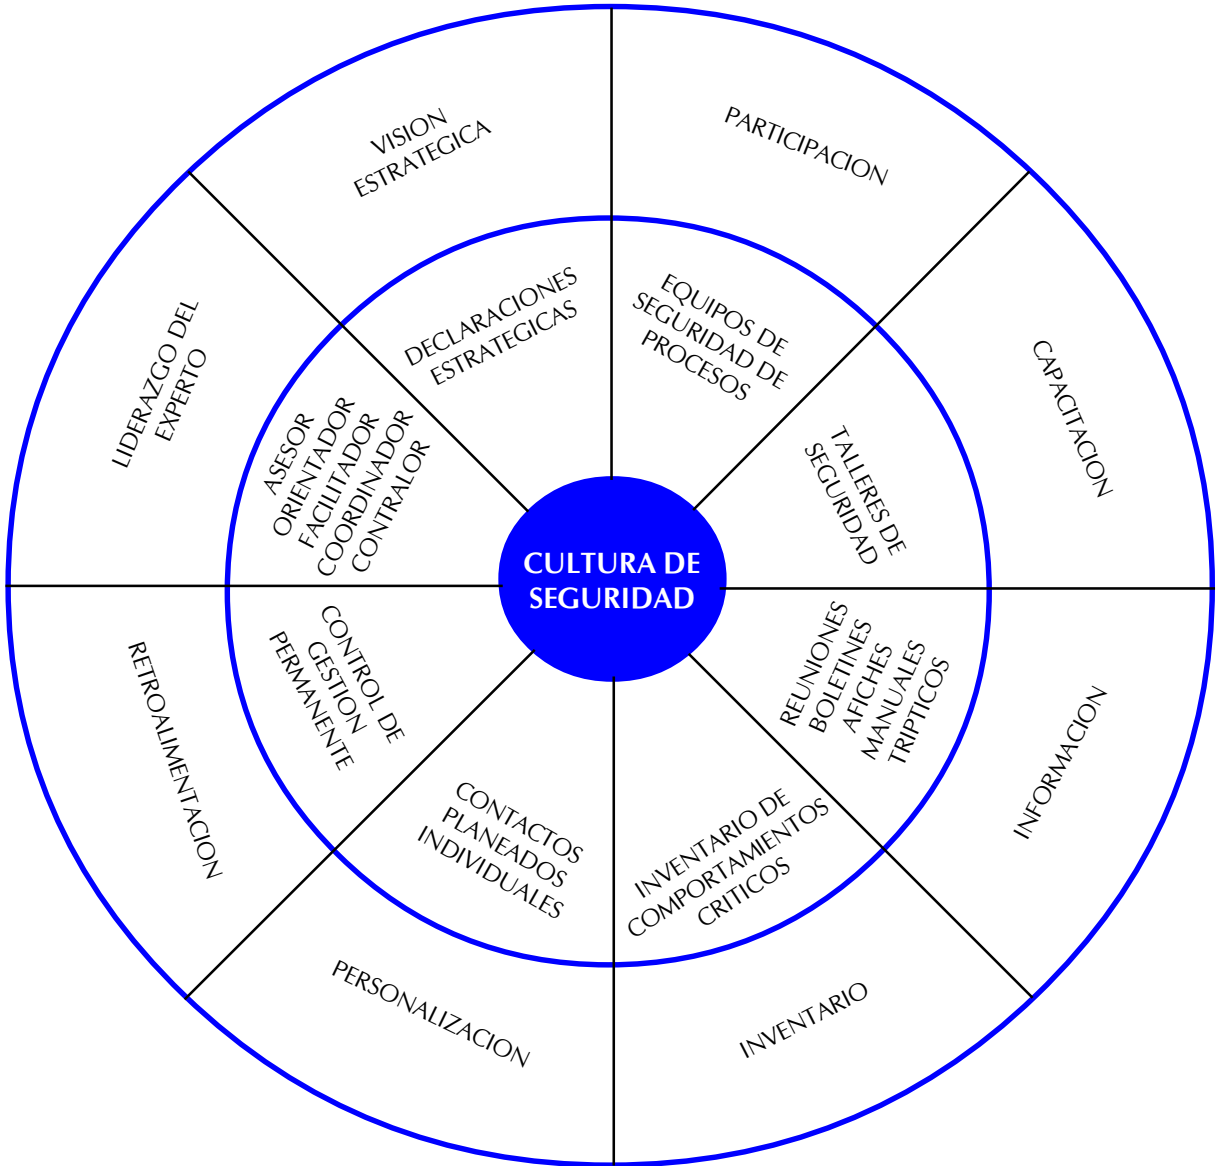 VISION
ESTRATEGICA
PARTICIPACION
CAPACITACION
INFORMACION
INVENTARIO
PERSONALIZACION
RETROALIMENTACION
LIDERAZGO DEL
EXPERTO
DECLARACIONES
ESTRATEGICAS
EQUIPOS DE
SEGURIDAD DE
PROCESOS
TALLERES DE
SEGURIDAD
REUNIONES
BOLETINES
AFICHES
MANUALES
TRIPTICOS
INVENTARIO DE
COMPORTAMIENTOS
CRITICOS
CONTACTOS
PLANEADOS
INDIVIDUALES
CONTROL DE
GESTION
PERMANENTE
ASESOR
ORIENTADOR
FACILITADOR
COORDINADOR
CONTRALOR
CULTURA DE
SEGURIDAD